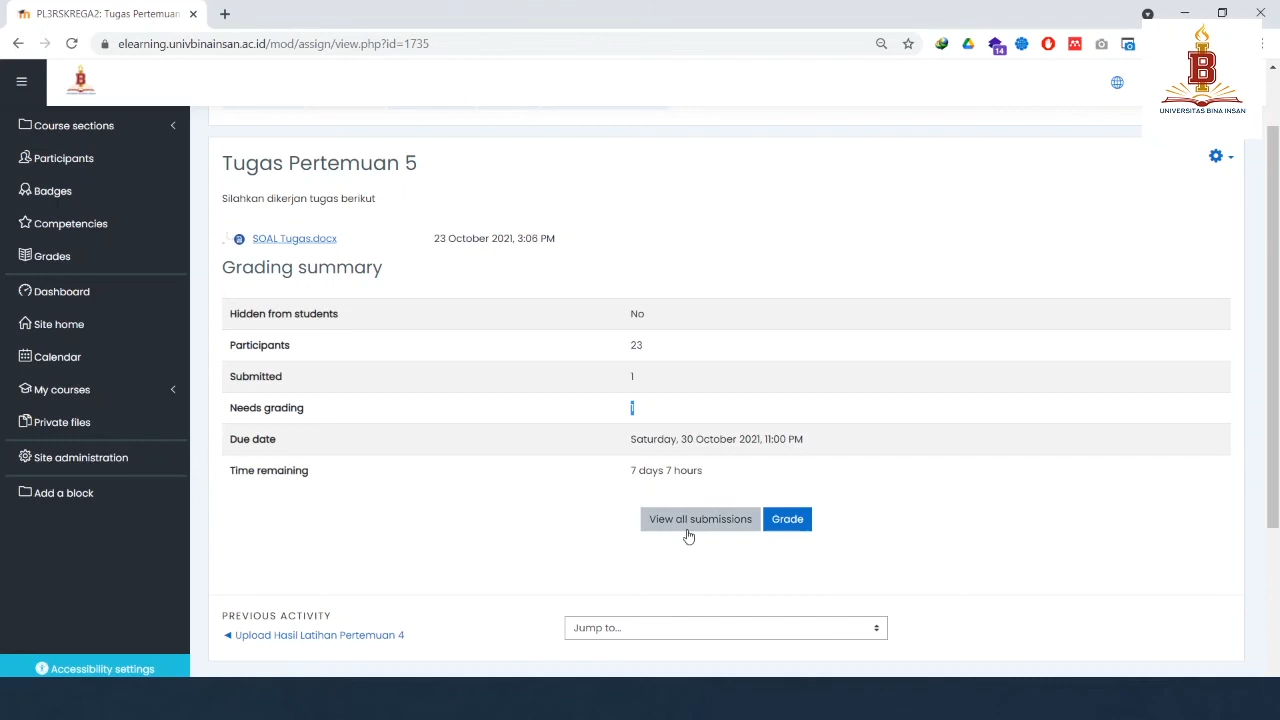 PL3RSKREGA2: Tugas Pertemuan
elearning.univbinainsan.ac.id/mod/assign/view.php?id=1735
14
B
UNIVERSITAS BINA INSAN
Course sections
Participants
Badges
Competencies
Grades
Dashboard
Site home
Calendar
My courses
Private files
Site administration
Add a block
Accessibility settings
Tugas Pertemuan 5
Silahkan dikerjan tugas berikut
SOAL Tugas.docx 23 October 2021, 3:06 PM
Grading summary
Hidden from students No
Participants 23
Submitted 1
Needs grading 1
Due date Saturday, 30 October 2021, 11:00 PM
Time remaining 7 days 7 hours
View all submissions Grade
PREVIOUS ACTIVITY
◀ Upload Hasil Latihan Pertemuan 4
Jump to...